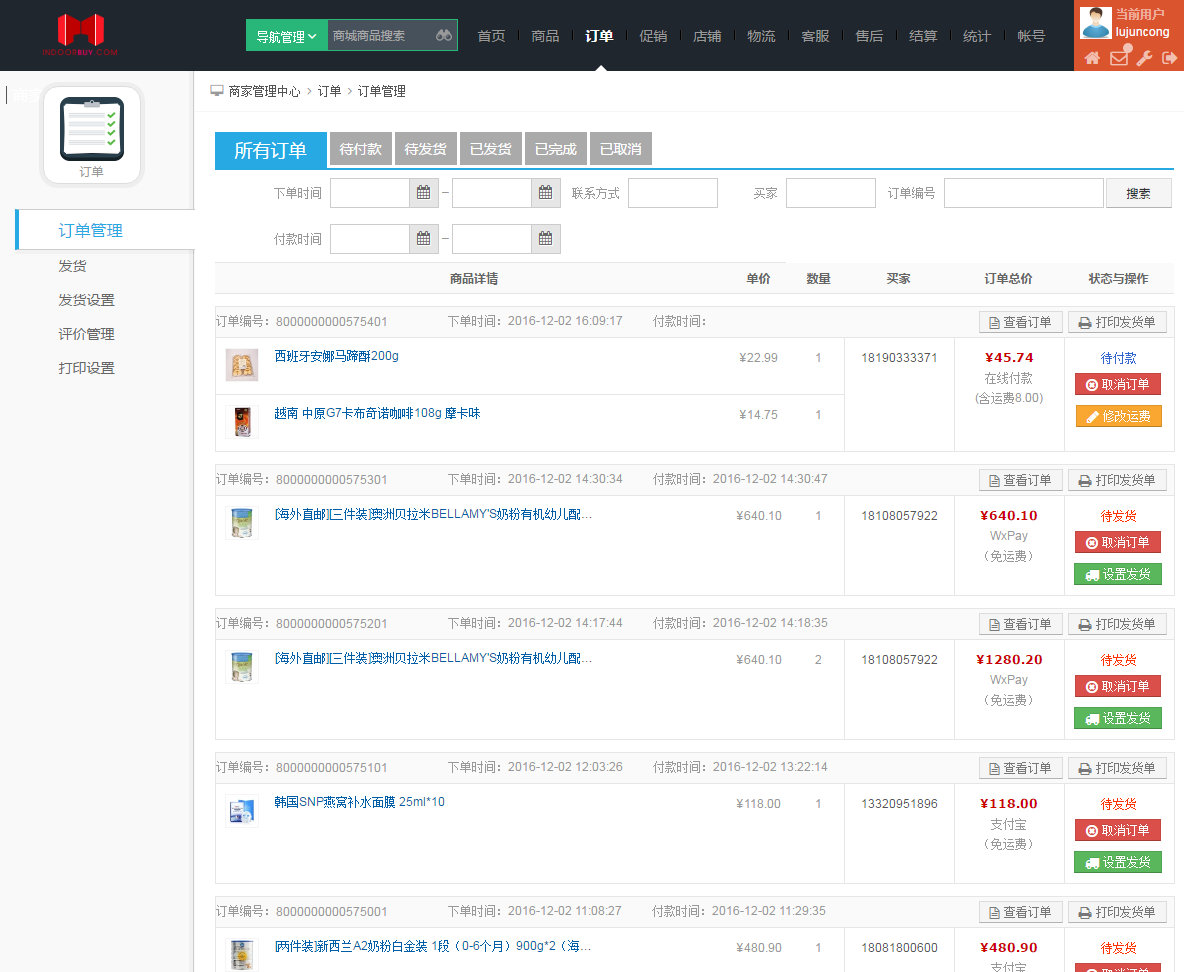 INDOORBUY.COM
导航管理 商城商品搜索 首页 商品 订单 促销 店铺 物流 客服 售后 结算 统计 帐号
当前用户
lujuncong
商家管理中心 > 订单 > 订单管理
订单
订单管理
发货
发货设置
评价管理
打印设置
所有订单 待付款 待发货 已发货 已完成 已取消
下单时间 – 联系方式 买家 订单编号 搜索
付款时间 –
商品详情 单价 数量 买家 订单总价 状态与操作
订单编号：8000000000575401 下单时间：2016-12-02 16:09:17 付款时间： 查看订单 打印发货单
西班牙安娜马蹄酥200g ¥22.99 1 18190333371 ¥45.74 待付款
在线付款 取消订单
(含运费8.00)
越南 中原G7卡布奇诺咖啡108g 摩卡味 ¥14.75 1 修改运费
订单编号：8000000000575301 下单时间：2016-12-02 14:30:34 付款时间：2016-12-02 14:30:47 查看订单 打印发货单
[海外直邮][三件装]澳洲贝拉米BELLAMY'S奶粉有机幼儿配... ¥640.10 1 18108057922 ¥640.10 待发货
WxPay 取消订单
（免运费） 设置发货
订单编号：8000000000575201 下单时间：2016-12-02 14:17:44 付款时间：2016-12-02 14:18:35 查看订单 打印发货单
[海外直邮][三件装]澳洲贝拉米BELLAMY'S奶粉有机幼儿配... ¥640.10 2 18108057922 ¥1280.20 待发货
WxPay 取消订单
（免运费） 设置发货
订单编号：8000000000575101 下单时间：2016-12-02 12:03:26 付款时间：2016-12-02 13:22:14 查看订单 打印发货单
韩国SNP燕窝补水面膜 25ml*10 ¥118.00 1 13320951896 ¥118.00 待发货
支付宝 取消订单
（免运费） 设置发货
订单编号：8000000000575001 下单时间：2016-12-02 11:08:27 付款时间：2016-12-02 11:29:35 查看订单 打印发货单
[两件装]新西兰A2奶粉白金装 1段（0-6个月）900g*2（海... ¥480.90 1 18081800600 ¥480.90 待发货
支付宝 取消订单